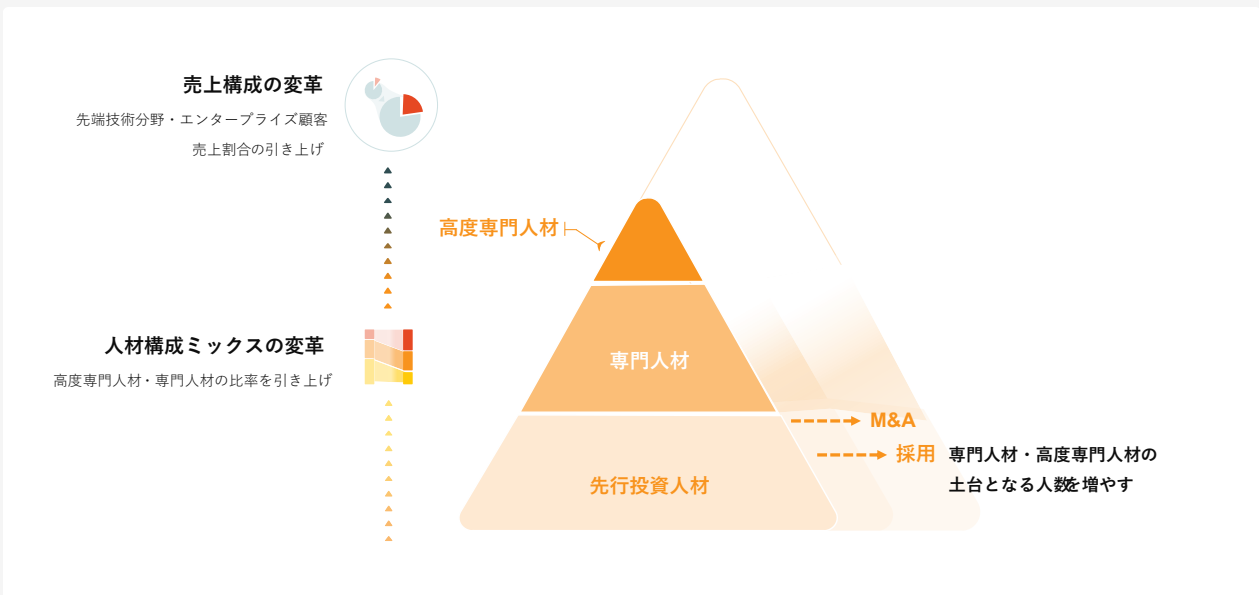 売上構成の変革
先端技術分野・エンタープライズ顧客
売上割合の引き上げ
高度専門人材
人材構成ミックスの変革
高度専門人材・専門人材の比率を引き上げ
専門人材
M&A
採用
専門人材・高度専門人材の
土台となる人数を増やす
先行投資人材